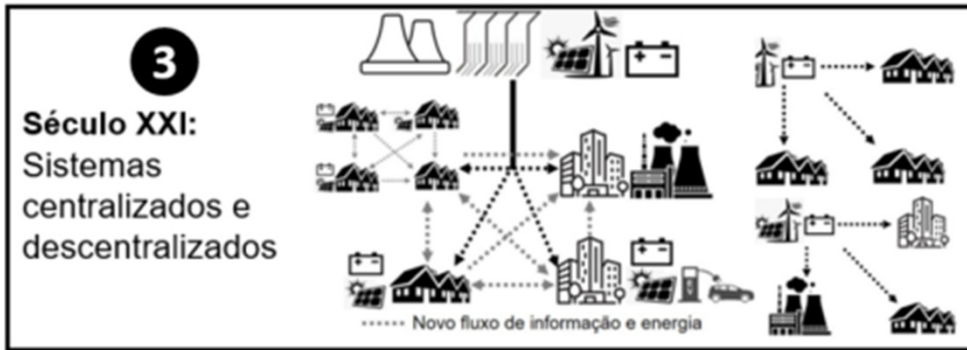 3
Século XXI:
Sistemas
centralizados e
descentralizados
Novo fluxo de informação e energia